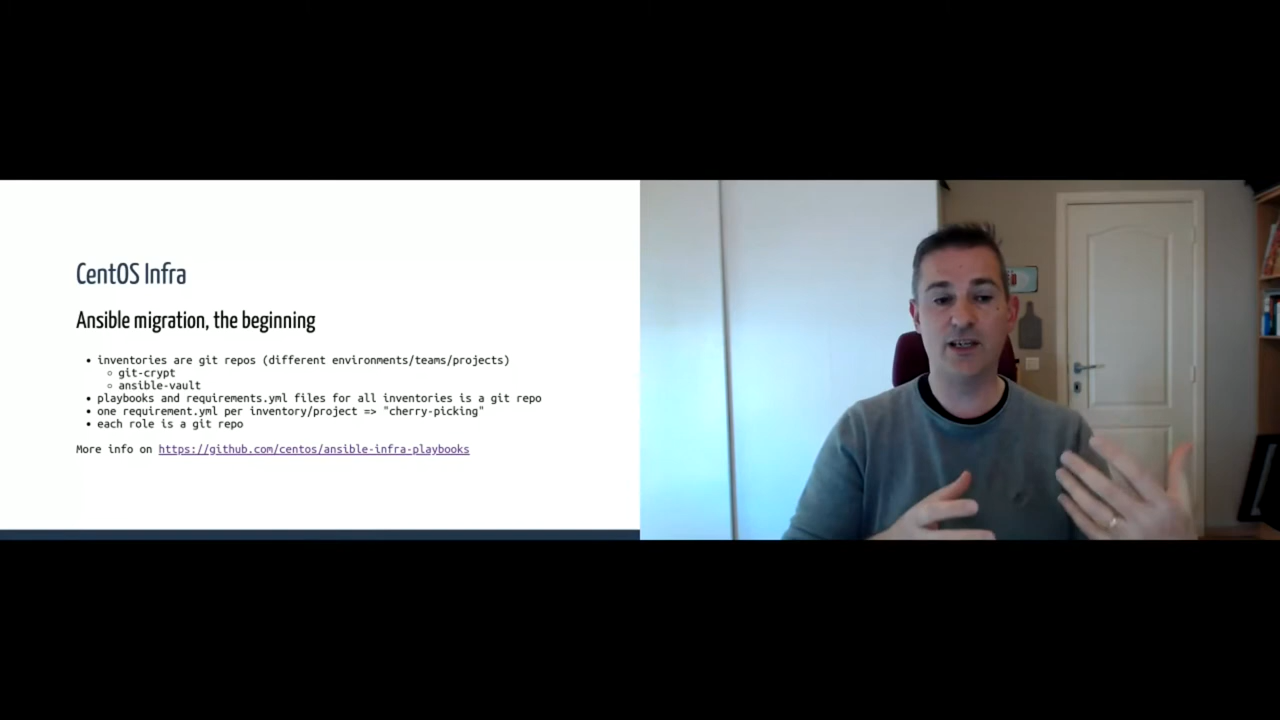 CentOS Infra
Ansible migration, the beginning
• inventories are git repos (different environments/teams/projects)
◦ git-crypt
◦ ansible-vault
• playbooks and requirements.yml files for all inventories is a git repo
• one requirement.yml per inventory/project => "cherry-picking"
• each role is a git repo
More info on https://github.com/centos/ansible-infra-playbooks